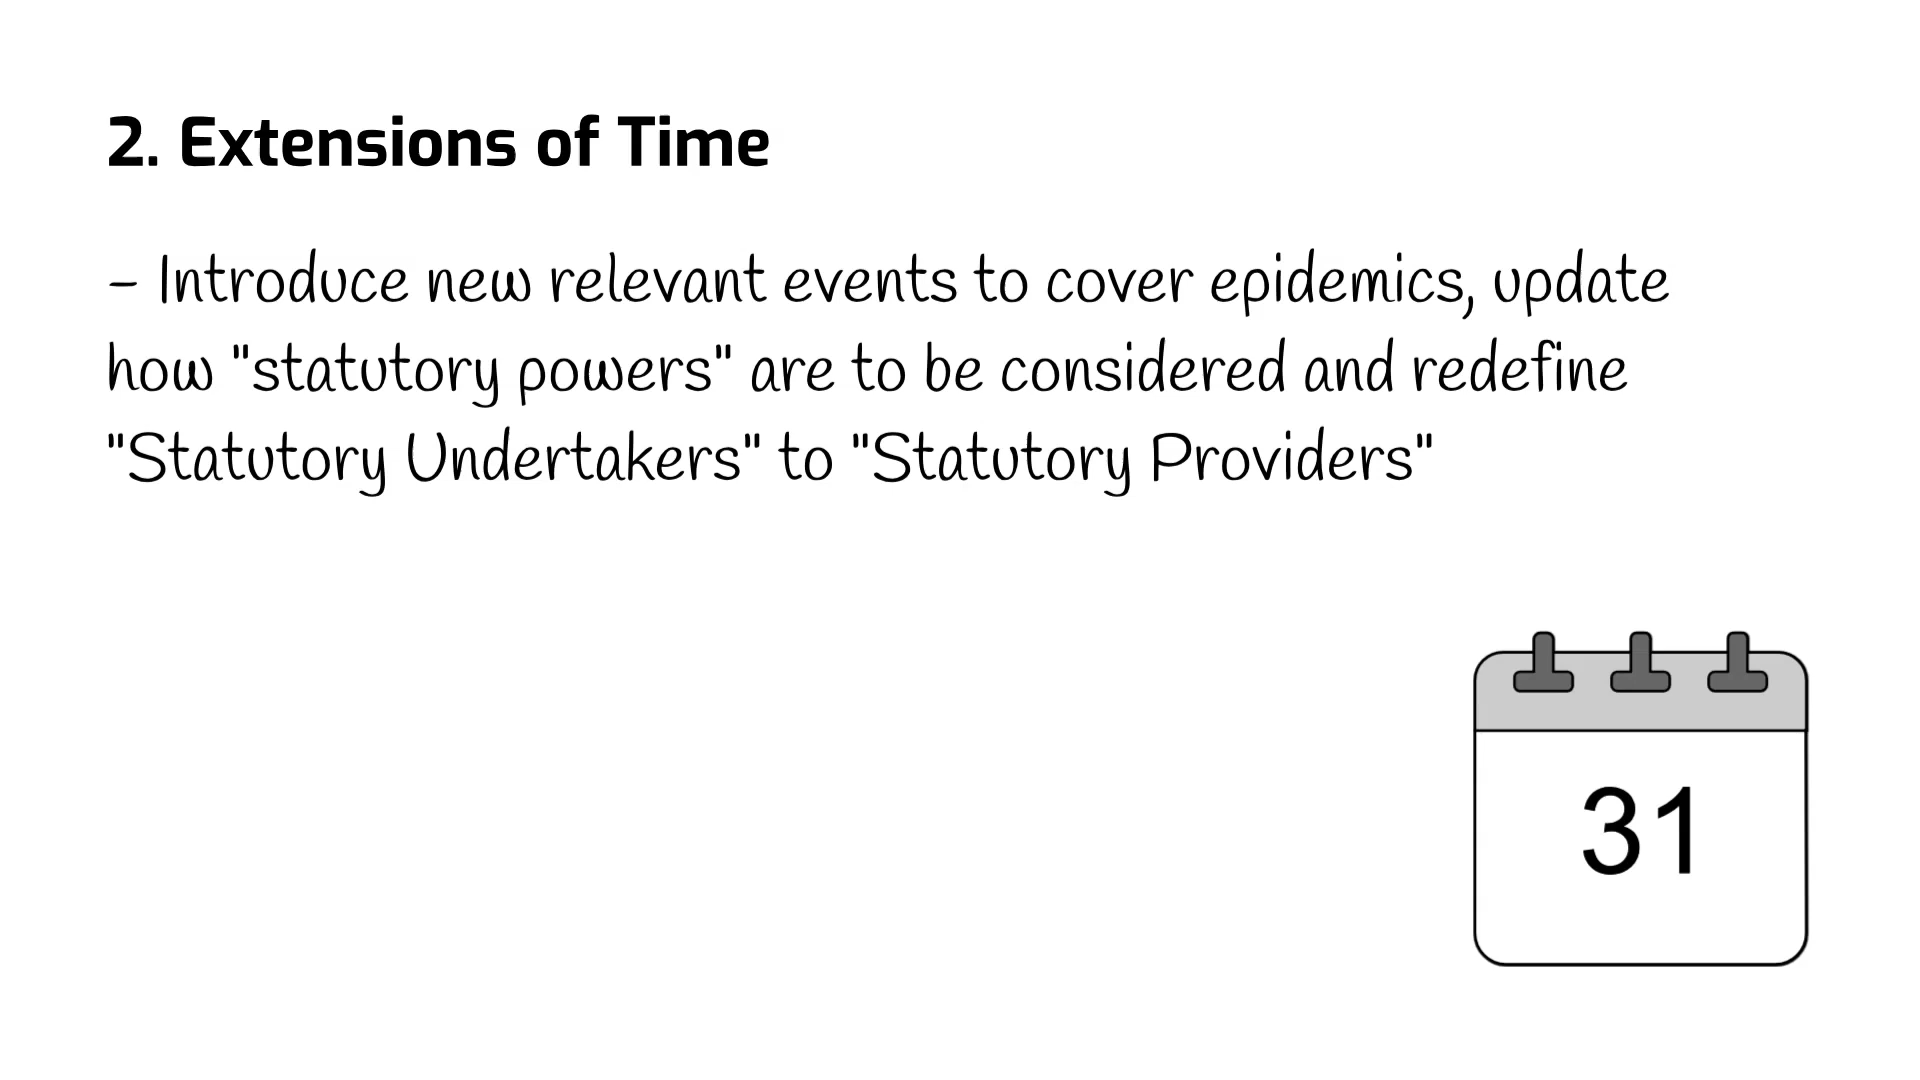 2. Extensions of Time
- Introduce new relevant events to cover epidemics, update
how "statutory powers" are to be considered and redefine
"Statutory Undertakers" to "Statutory Providers"
31